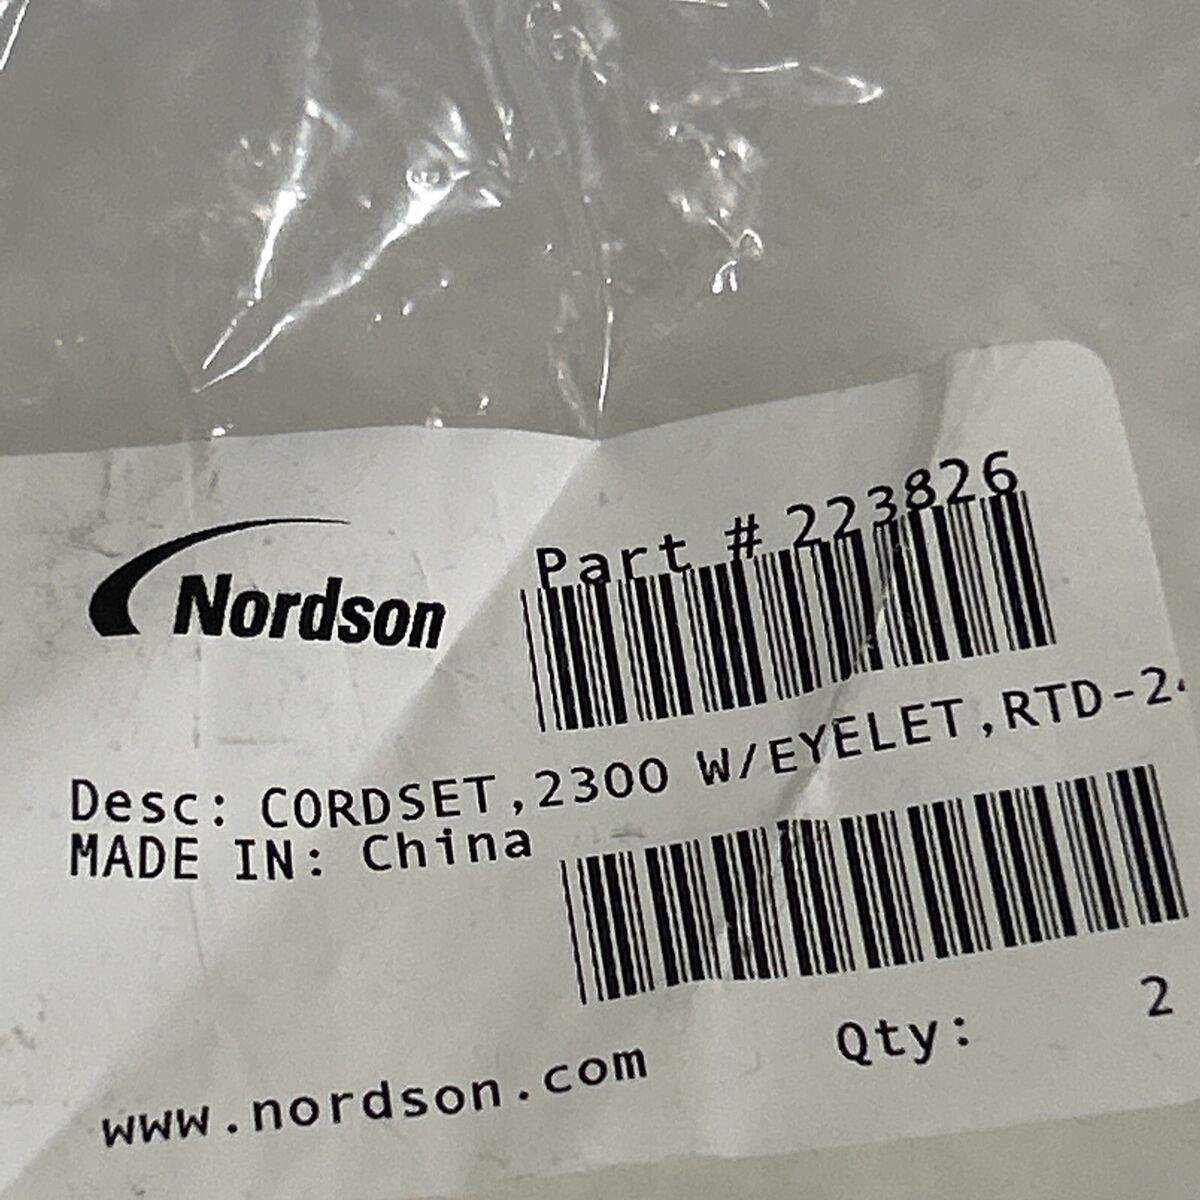 Nordson
Part # 223826
Desc: CORDSET,2300 W/EYELET,RTD-2
MADE IN: China
Qty: 2
www.nordson.com